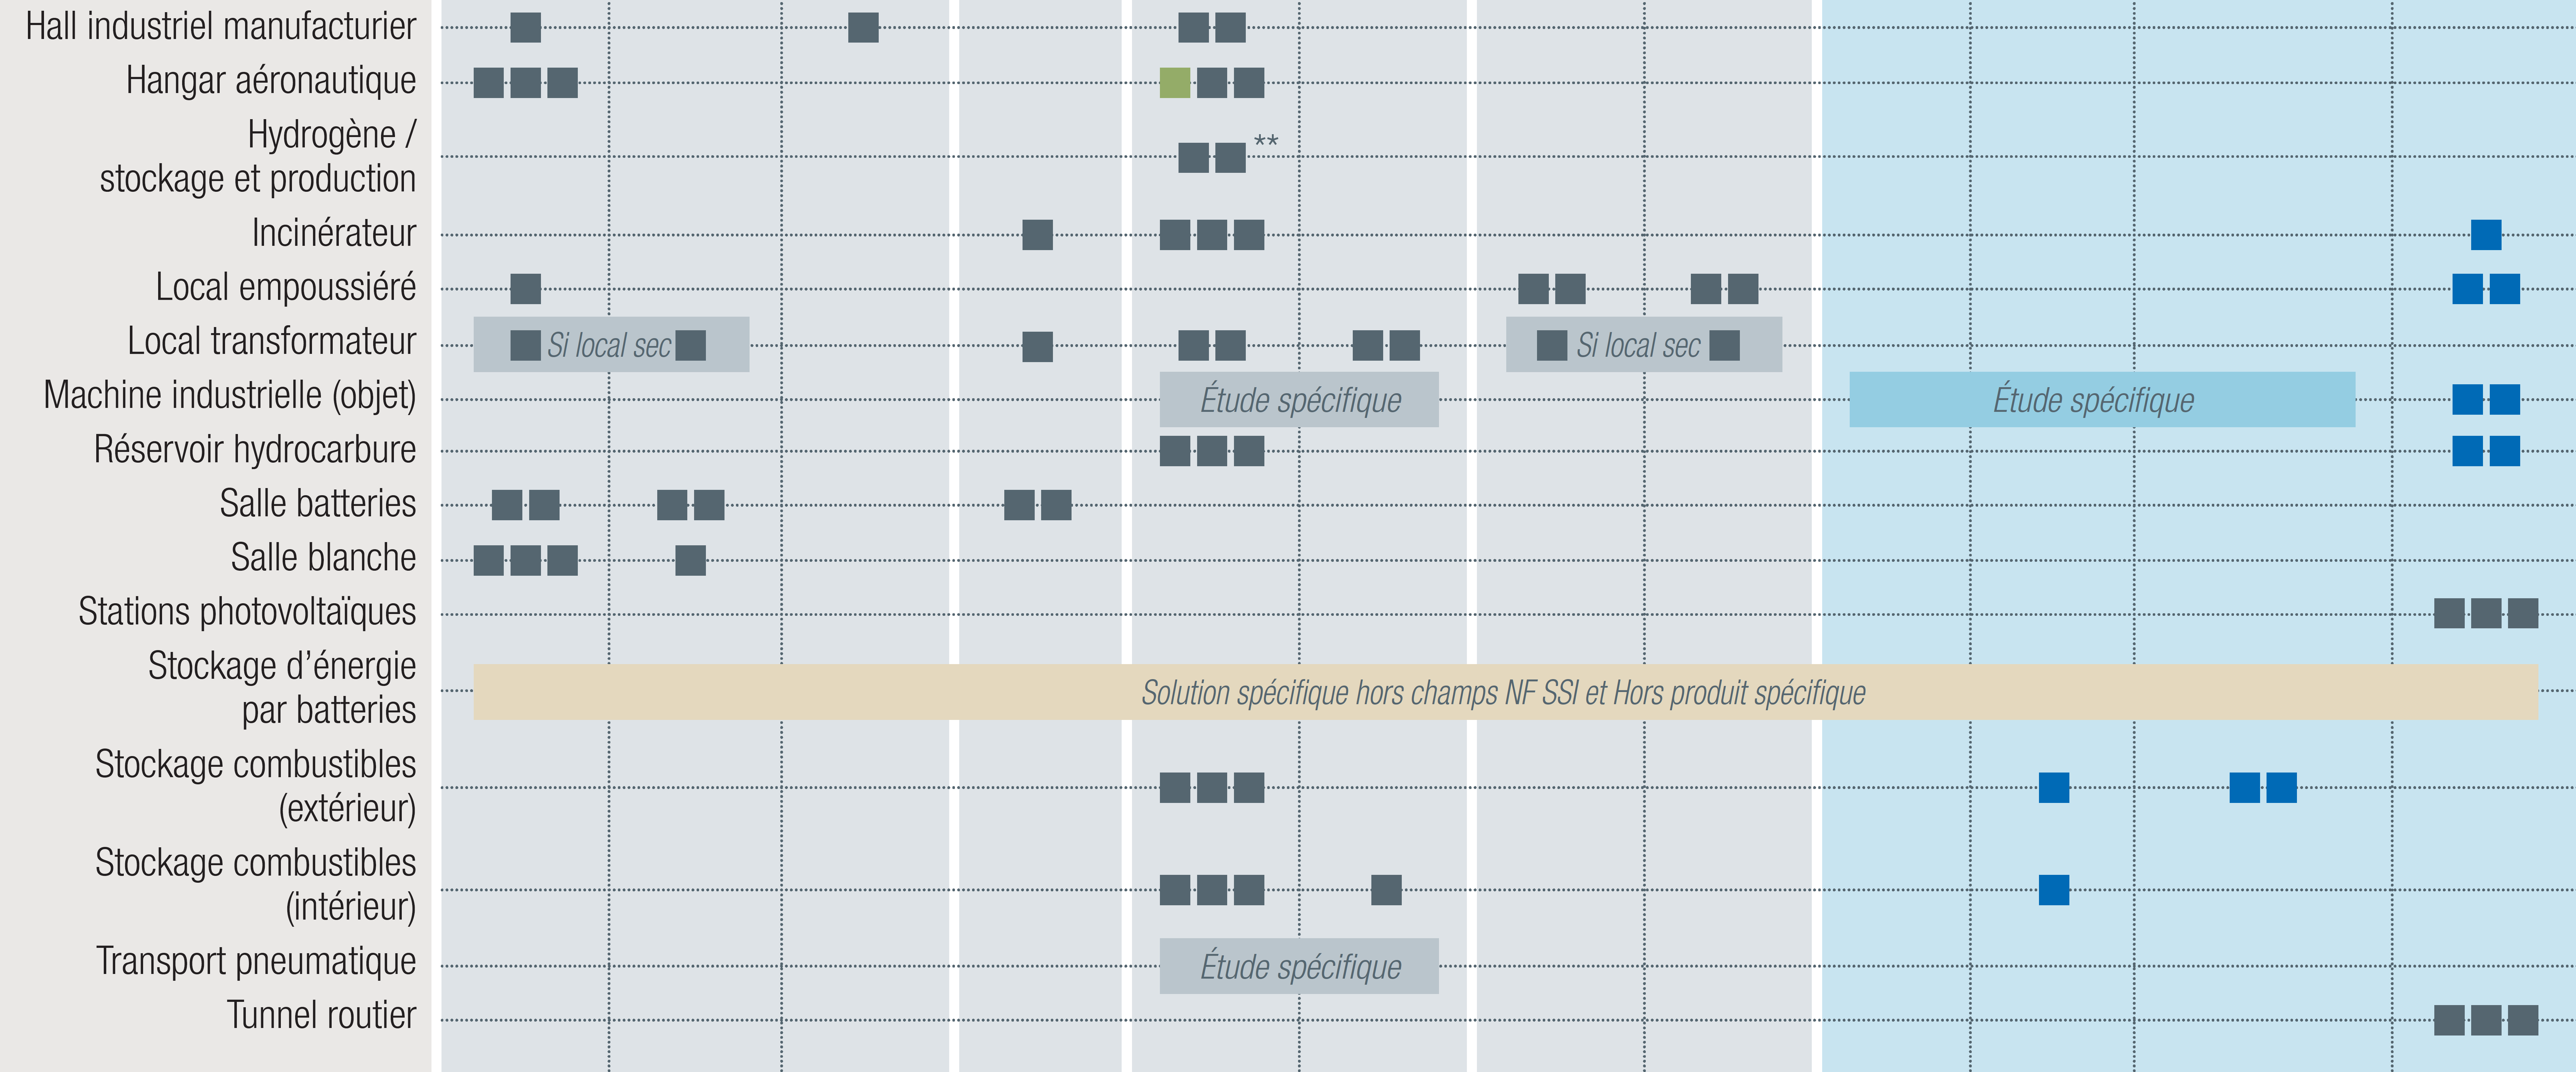 Hall industriel manufacturier
Hangar aéronautique
Hydrogène /
stockage et production
**
Incinérateur
Local empoussiéré
Local transformateur
Si local sec
Si local sec
Machine industrielle (objet)
Étude spécifique
Étude spécifique
Réservoir hydrocarbure
Salle batteries
Salle blanche
Stations photovoltaïques
Stockage d’énergie
par batteries
Solution spécifique hors champs NF SSI et Hors produit spécifique
Stockage combustibles
(extérieur)
Stockage combustibles
(intérieur)
Transport pneumatique
Étude spécifique
Tunnel routier